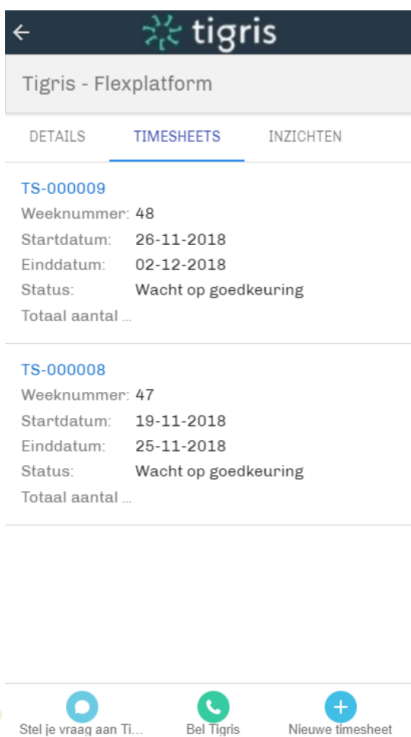 tigris
Tigris - Flexplatform
DETAILS TIMESHEETS INZICHTEN
TS-000009
Weeknummer: 48
Startdatum: 26-11-2018
Einddatum: 02-12-2018
Status: Wacht op goedkeuring
Totaal aantal ...
TS-000008
Weeknummer: 47
Startdatum: 19-11-2018
Einddatum: 25-11-2018
Status: Wacht op goedkeuring
Totaal aantal ...
Stel je vraag aan Ti... Bel Tigris Nieuwe timesheet